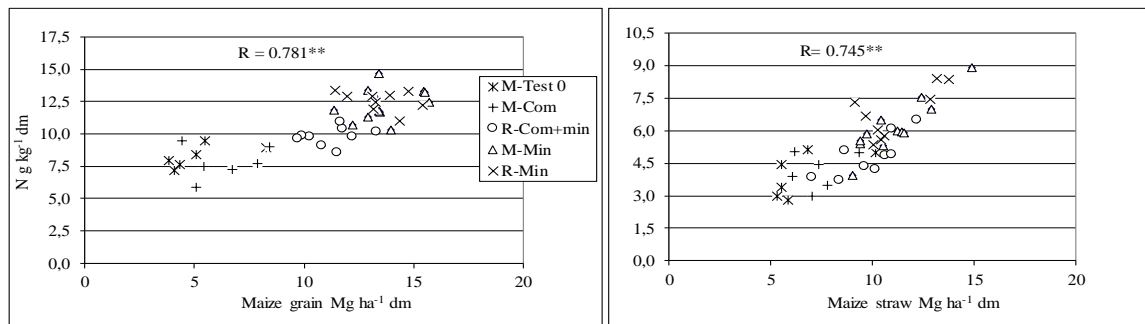 R = 0.781**
17,5
15,0
12,5
10,0
7,5
5,0
2,5
0,0
N g kg-1 dm
0 5 10 15 20
Maize grain Mg ha-1 dm
M-Test 0
M-Com
R-Com+min
M-Min
R-Min
R= 0.745**
10,5
9,0
7,5
6,0
4,5
3,0
1,5
0,0
0 5 10 15 20
Maize straw Mg ha-1 dm